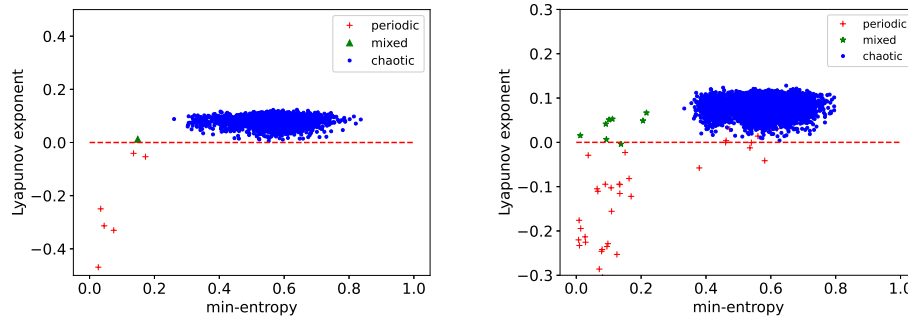 periodic
mixed
chaotic
Lyapunov exponent
0.4
0.2
0.0
−0.2
−0.4
0.0 0.2 0.4 0.6 0.8 1.0
min-entropy
periodic
mixed
chaotic
Lyapunov exponent
0.3
0.2
0.1
0.0
−0.1
−0.2
−0.3
0.0 0.2 0.4 0.6 0.8 1.0
min-entropy